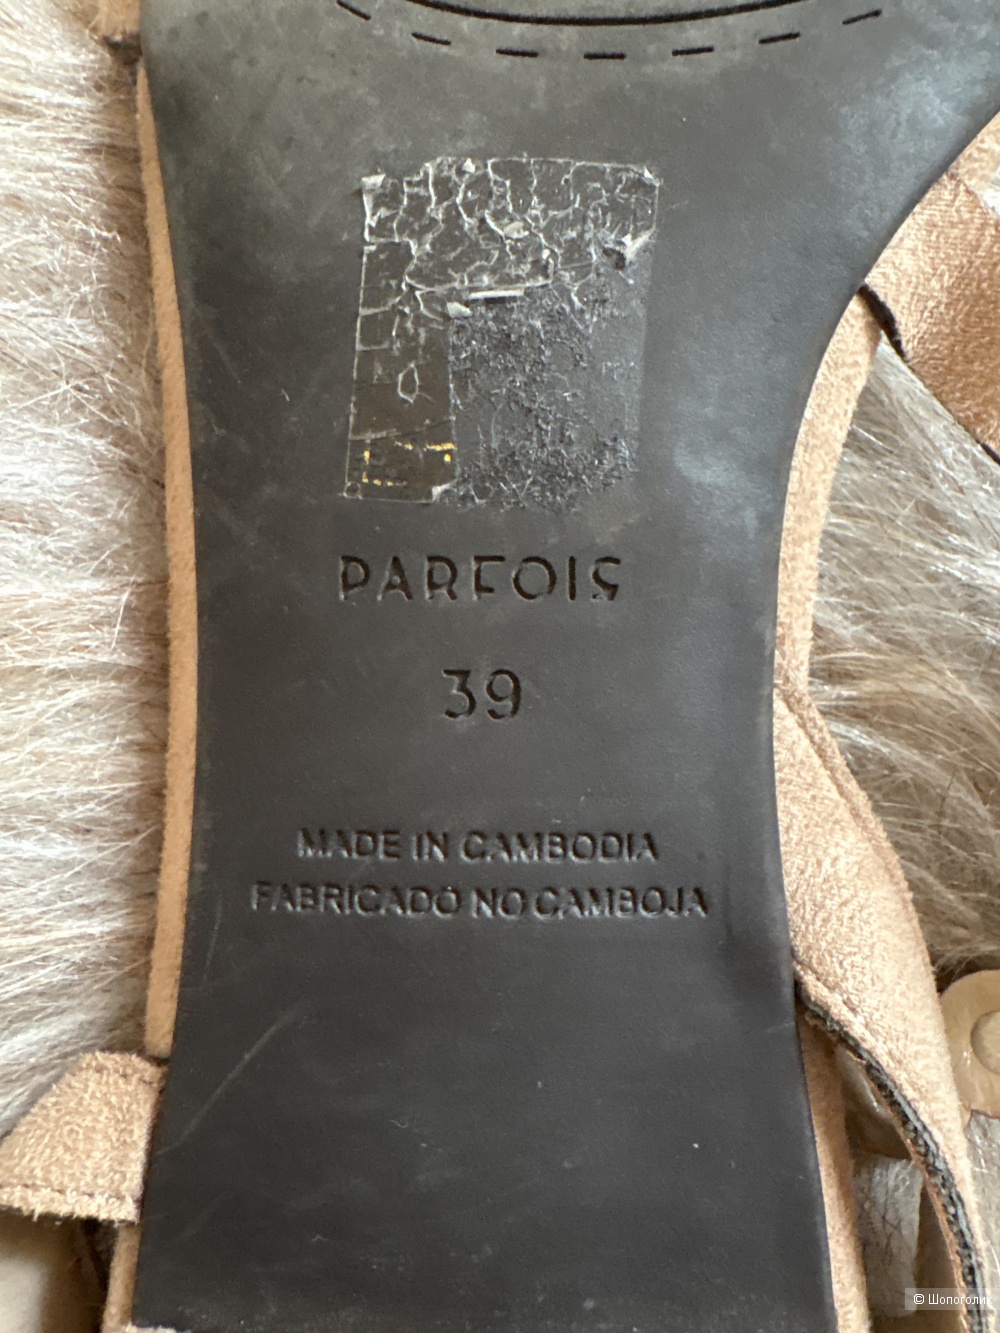 PARFOIS
39
MADE IN CAMBODIA
FABRICADO NO CAMBOJA
© Шопоголик